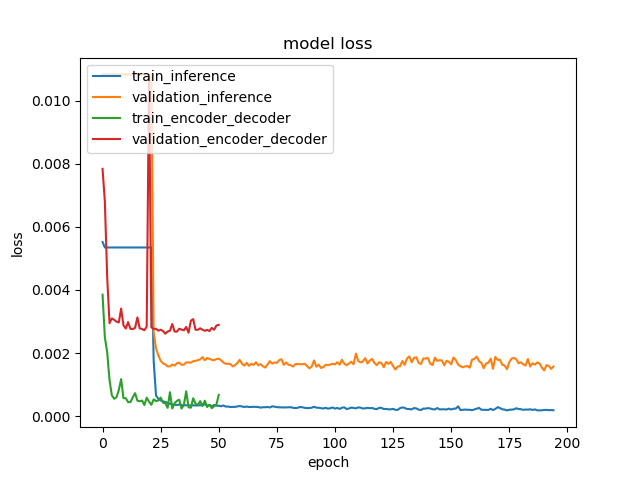 model loss
train_inference
validation_inference
train_encoder_decoder
validation_encoder_decoder
loss
0.010
0.008
0.006
0.004
0.002
0.000
0 25 50 75 100 125 150 175 200
epoch